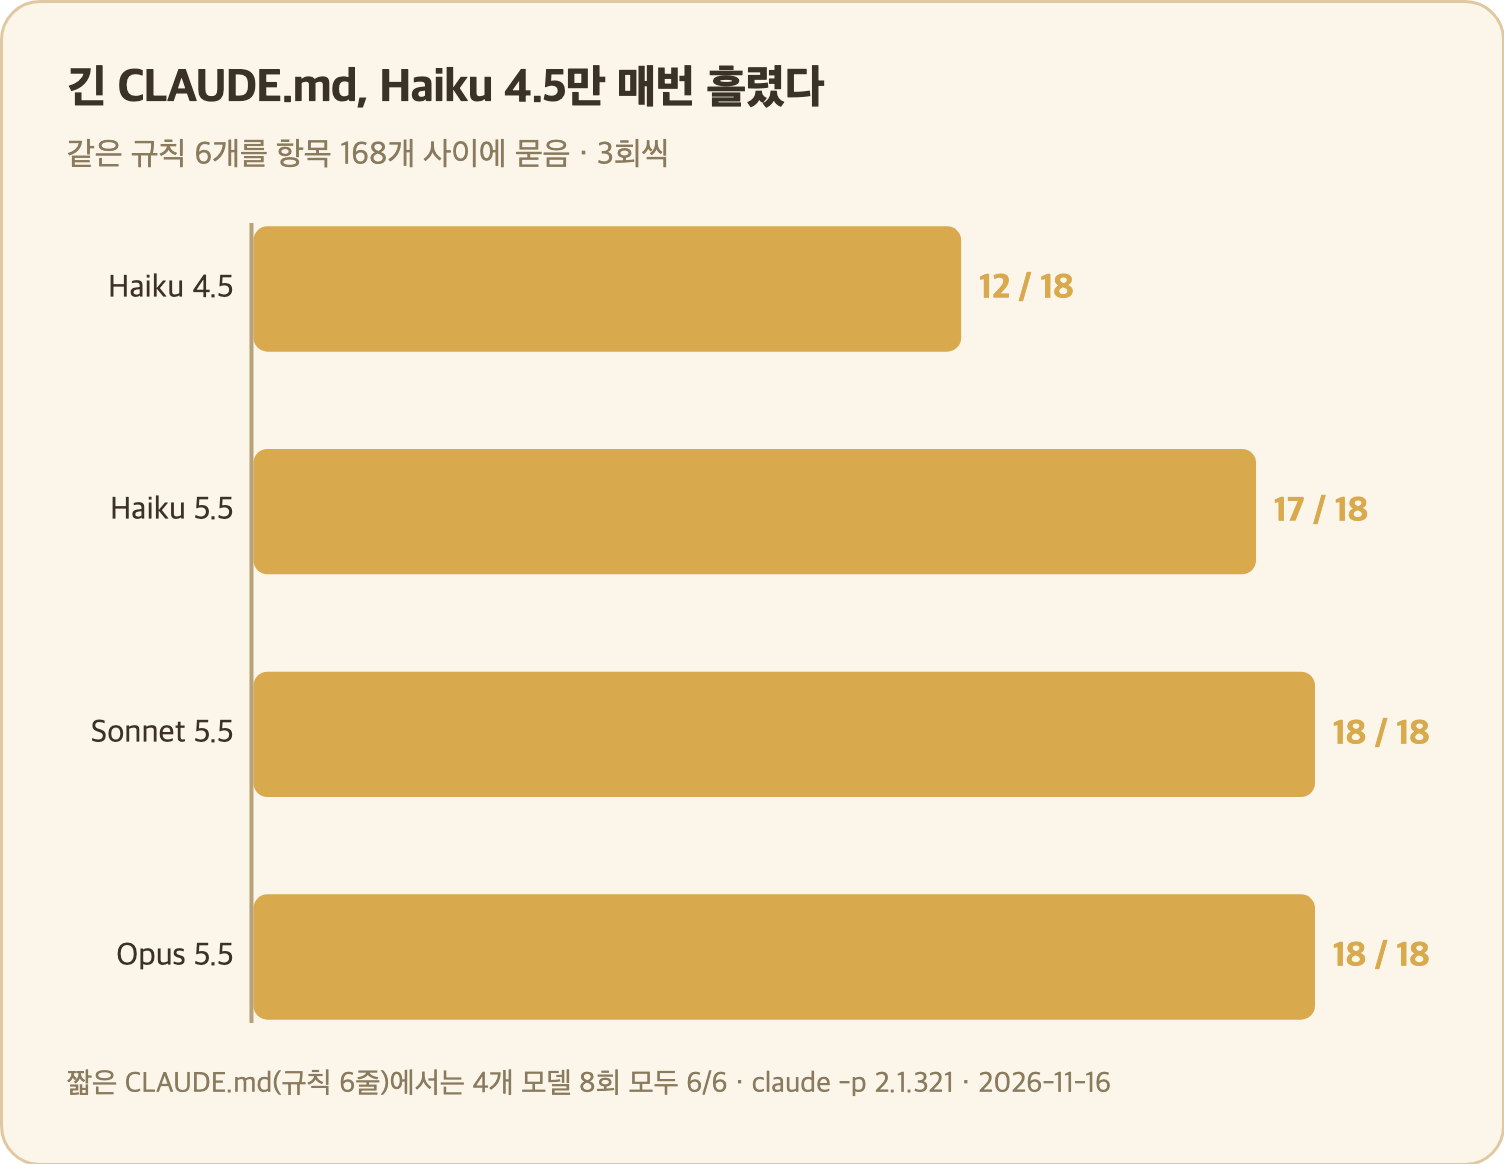 긴 CLAUDE.md, Haiku 4.5만 매번 흘렸다
같은 규칙 6개를 항목 168개 사이에 묻음 · 3회씩
Haiku 4.5
12 / 18
Haiku 5.5
17 / 18
Sonnet 5.5
18 / 18
Opus 5.5
18 / 18
짧은 CLAUDE.md(규칙 6줄)에서는 4개 모델 8회 모두 6/6 · claude -p 2.1.321 · 2026-11-16